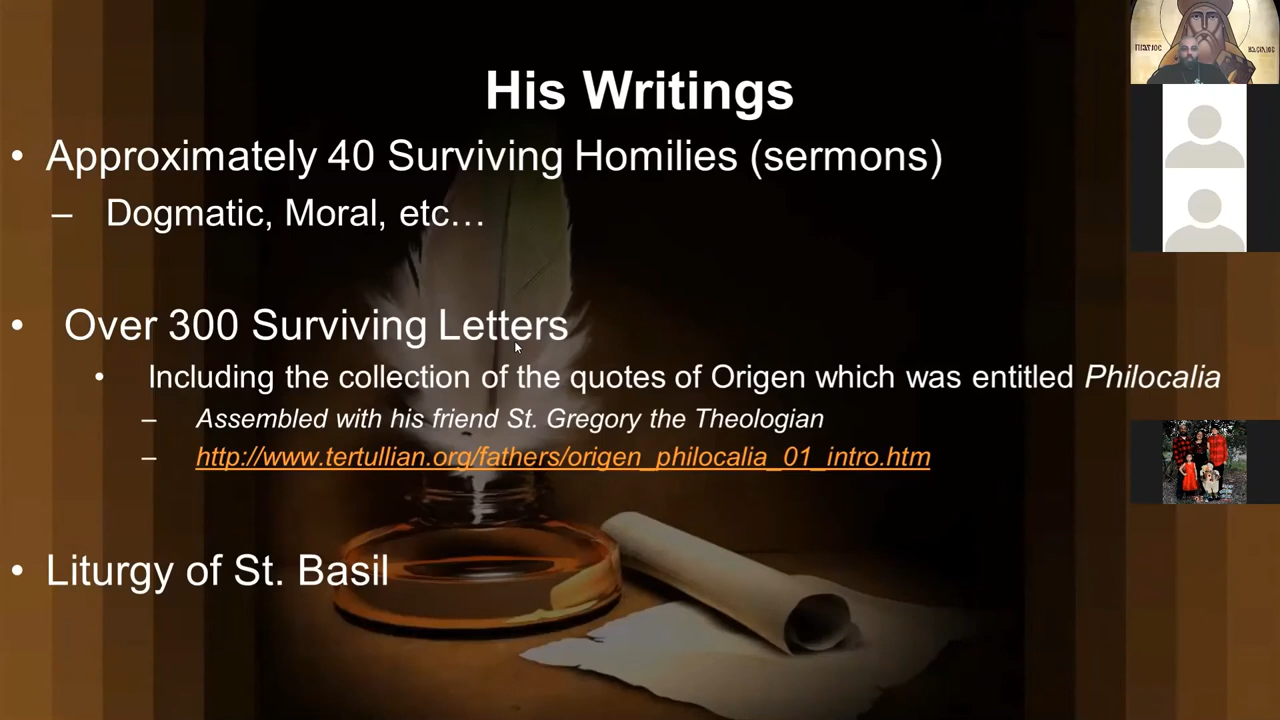 His Writings
• Approximately 40 Surviving Homilies (sermons)
– Dogmatic, Moral, etc…
• Over 300 Surviving Letters
• Including the collection of the quotes of Origen which was entitled Philocalia
– Assembled with his friend St. Gregory the Theologian
– http://www.tertullian.org/fathers/origen_philocalia_01_intro.htm
• Liturgy of St. Basil